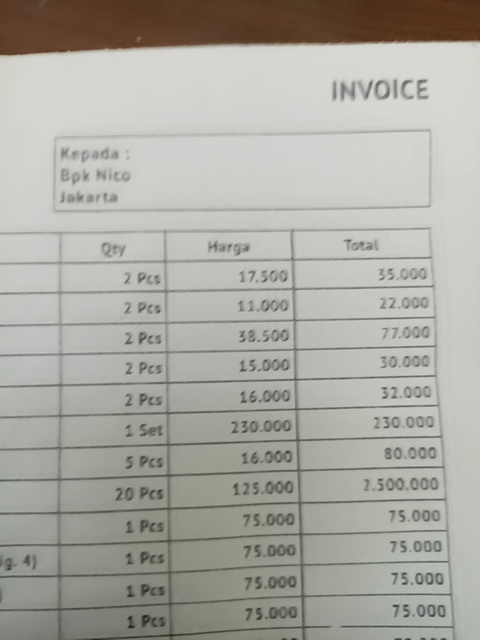 INVOICE
Kepada :
Bpk Nico
Jakarta
Qty Harga Total
2 Pcs 17.500 35.000
2 Pcs 11.000 22.000
2 Pcs 38.500 77.000
2 Pcs 15.000 30.000
2 Pcs 16.000 32.000
1 Set 230.000 230.000
5 Pcs 16.000 80.000
20 Pcs 125.000 2.500.000
1 Pcs 75.000 75.000
ig. 4) 1 Pcs 75.000 75.000
) 1 Pcs 75.000 75.000
1 Pcs 75.000 75.000